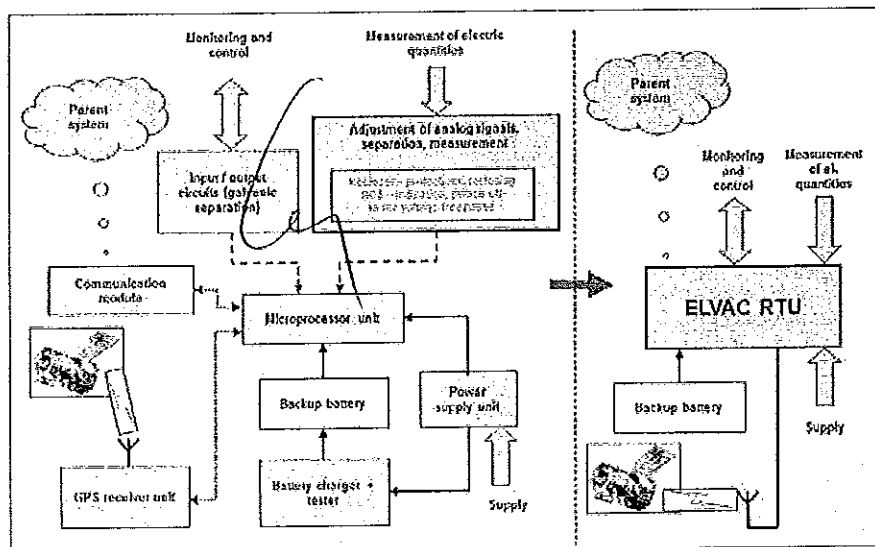 Monitoring and
control
Measurement of electric
quantities
Parent
system
Adjustment of analog signals,
separation, measurement
Input / output
circuits (galvanic
separation)
Communication
module
Microprocessor unit
Backup battery
Power
supply unit
GPS receiver unit
Battery charger +
tester
Supply
Parent
system
Monitoring
and
control
Measurement
of el.
quantities
ELVAC RTU
Backup battery
Supply